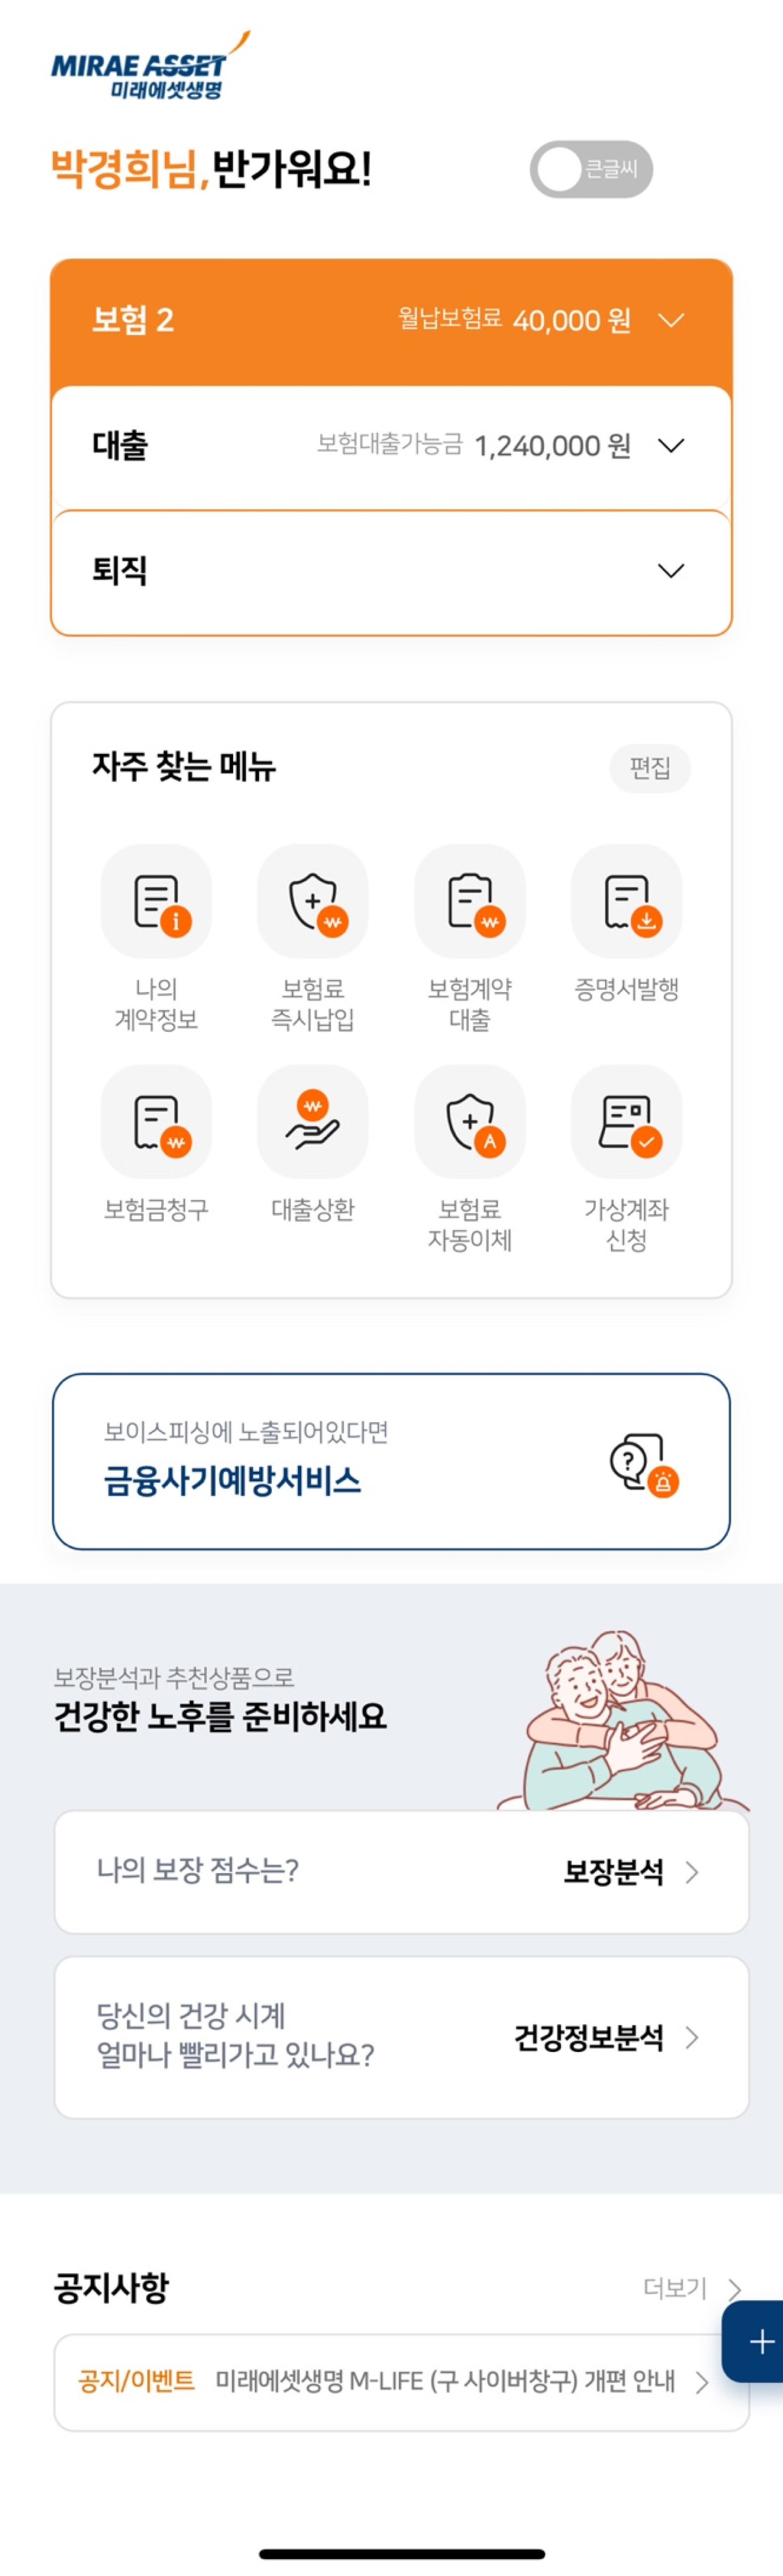 MIRAE ASSET
미래에셋생명
박경희님,반가워요!
큰글씨
보험 2 월납보험료 40,000 원
대출 보험대출가능금 1,240,000 원
퇴직
자주 찾는 메뉴 편집
나의
계약정보
보험료
즉시납입
보험계약
대출
증명서발행
보험금청구
대출상환
보험료
자동이체
가상계좌
신청
보이스피싱에 노출되어있다면
금융사기예방서비스
보장분석과 추천상품으로
건강한 노후를 준비하세요
나의 보장 점수는? 보장분석
당신의 건강 시계
얼마나 빨리가고 있나요?
건강정보분석
공지사항 더보기
공지/이벤트 미래에셋생명 M-LIFE (구 사이버창구) 개편 안내